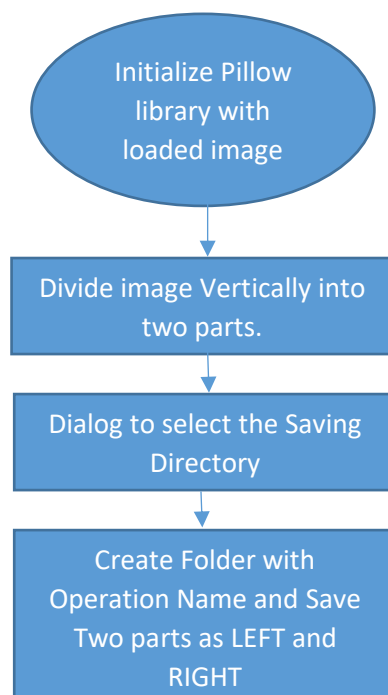 Initialize Pillow
library with
loaded image
Divide image Vertically into
two parts.
Dialog to select the Saving
Directory
Create Folder with
Operation Name and Save
Two parts as LEFT and
RIGHT